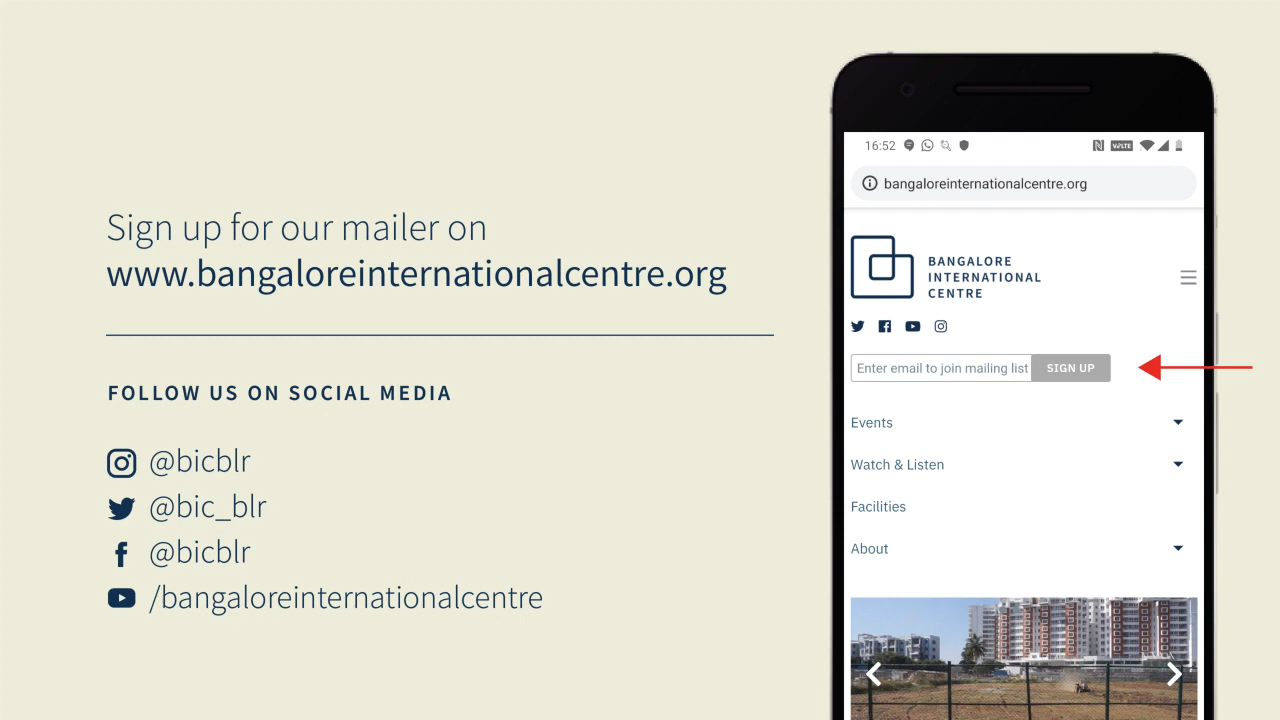 Sign up for our mailer on
www.bangaloreinternationalcentre.org
FOLLOW US ON SOCIAL MEDIA
@bicblr
@bic_blr
@bicblr
/bangaloreinternationalcentre
16:52
VoLTE
bangaloreinternationalcentre.org
BANGALORE
INTERNATIONAL
CENTRE
Enter email to join mailing list
SIGN UP
Events
Watch & Listen
Facilities
About